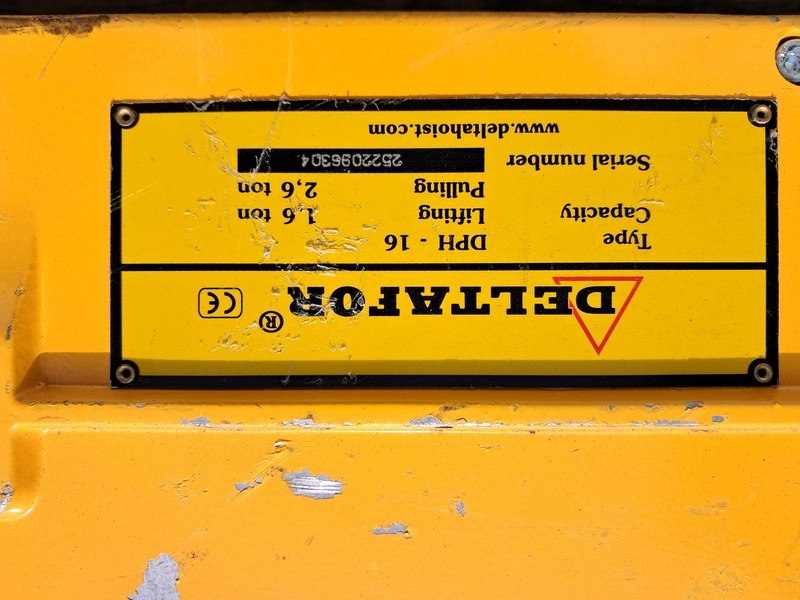 DELTAFOR® CE
Type DPH - 16
Capacity Lifting 1,6 ton
Pulling 2,6 ton
Serial number 2522096304
www.deltahoist.com